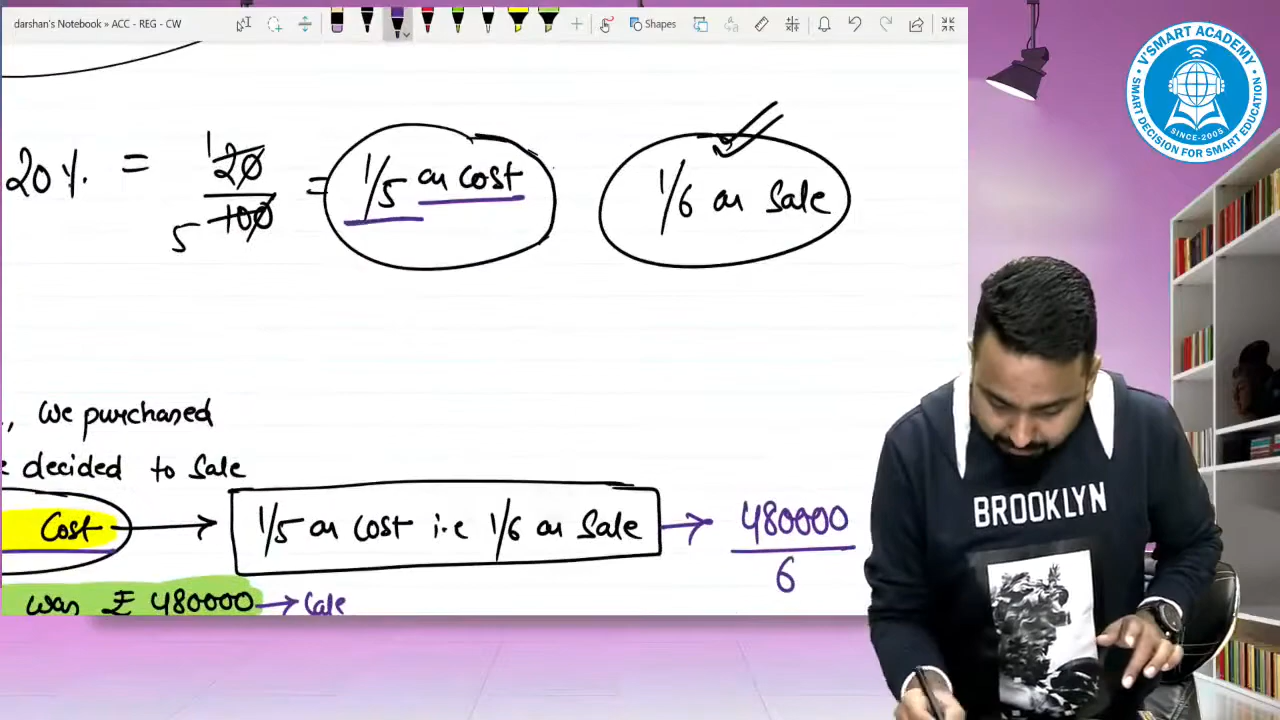 darshan's Notebook » ACC - REG - CW
Shapes
20 %. = 1 20 / 5 100 = 1/5 on cost
1/6 on Sale
, We purchased
e decided to Sale
Cost → 1/5 on cost i.e 1/6 on Sale → 480000 / 6
was ₹ 480000 → Sale
V'SMART ACADEMY
SINCE-2005
SMART DECISION FOR SMART EDUCATION
BROOKLYN